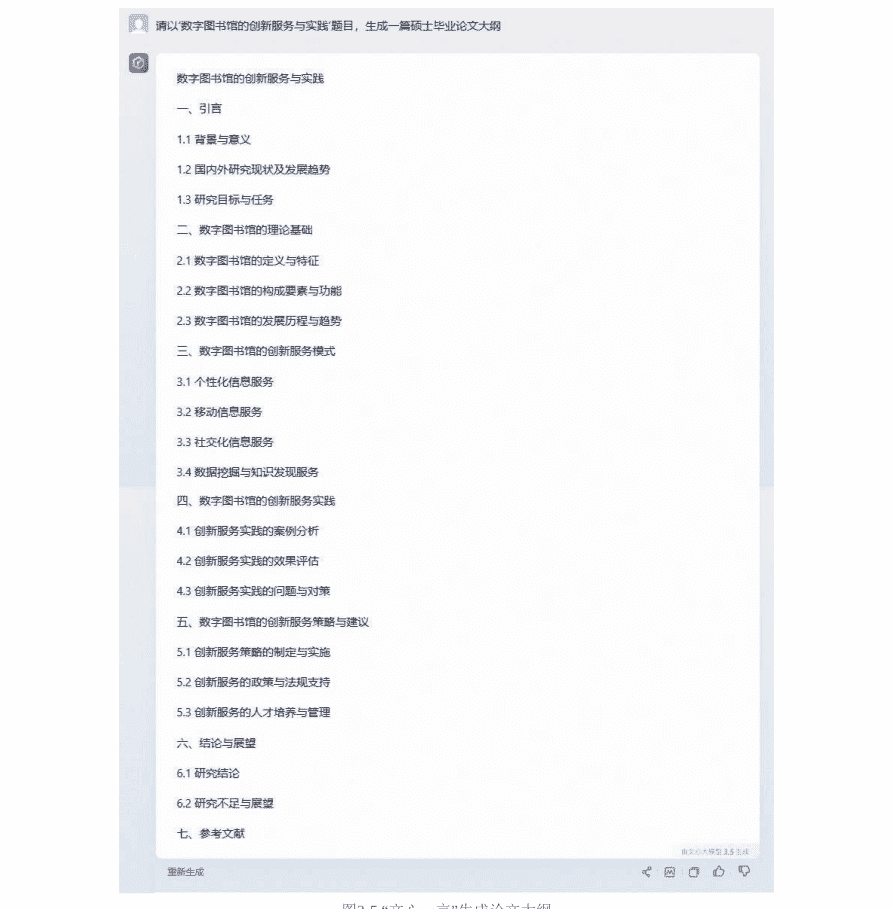 请以'数字图书馆的创新服务与实践'题目，生成一篇硕士毕业论文大纲
数字图书馆的创新服务与实践
一、引言
1.1 背景与意义
1.2 国内外研究现状及发展趋势
1.3 研究目标与任务
二、数字图书馆的理论基础
2.1 数字图书馆的定义与特征
2.2 数字图书馆的构成要素与功能
2.3 数字图书馆的发展历程与趋势
三、数字图书馆的创新服务模式
3.1 个性化信息服务
3.2 移动信息服务
3.3 社交化信息服务
3.4 数据挖掘与知识发现服务
四、数字图书馆的创新服务实践
4.1 创新服务实践的案例分析
4.2 创新服务实践的效果评估
4.3 创新服务实践的问题与对策
五、数字图书馆的创新服务策略与建议
5.1 创新服务策略的制定与实施
5.2 创新服务的政策与法规支持
5.3 创新服务的人才培养与管理
六、结论与展望
6.1 研究结论
6.2 研究不足与展望
七、参考文献
由文心大模型 3.5 生成
重新生成